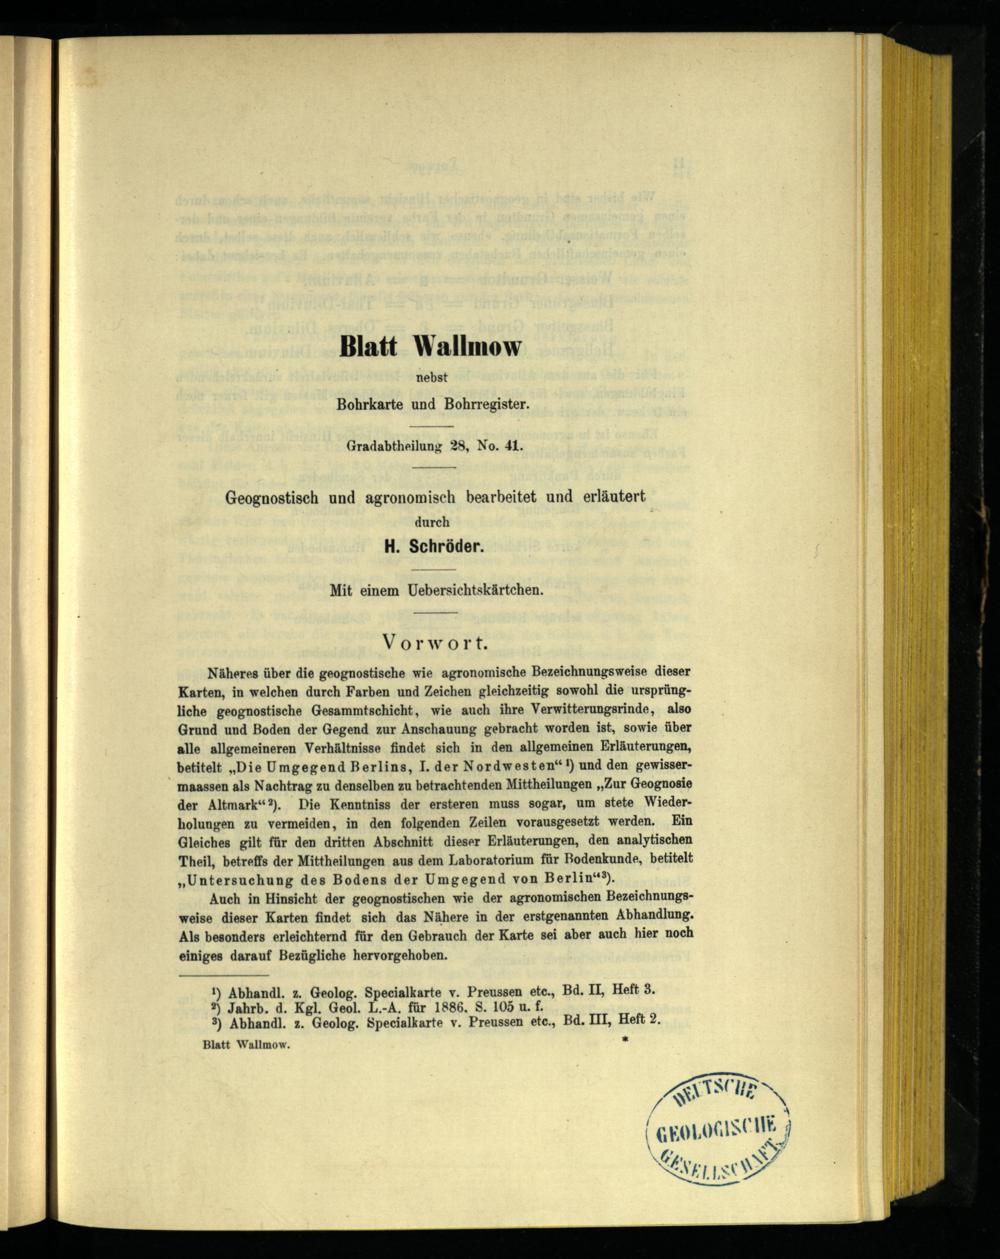 Blatt Wallmow
nebst
Bohrkarte und Bohrregister.
Gradabtheilung 28, No. 41.
Geognostisch und agronomisch bearbeitet und erläutert
durch
H. Schröder.
Mit einem Uebersichtskärtchen.
Vorwort.
Näheres über die geognostische wie agronomische Bezeichnungsweise dieser
Karten, in welchen durch Farben und Zeichen gleichzeitig sowohl die ursprüng-
liche geognostische Gesammtschicht, wie auch ihre Verwitterungsrinde, also
Grund und Boden der Gegend zur Anschauung gebracht worden ist, sowie über
alle allgemeineren Verhältnisse findet sich in den allgemeinen Erläuterungen,
betitelt „Die Umgegend Berlins, I. der Nordwesten“ ¹) und den gewisser-
maassen als Nachtrag zu denselben zu betrachtenden Mittheilungen „Zur Geognosie
der Altmark“ ²). Die Kenntniss der ersteren muss sogar, um stete Wieder-
holungen zu vermeiden, in den folgenden Zeilen vorausgesetzt werden. Ein
Gleiches gilt für den dritten Abschnitt dieser Erläuterungen, den analytischen
Theil, betreffs der Mittheilungen aus dem Laboratorium für Bodenkunde, betitelt
„Untersuchung des Bodens der Umgegend von Berlin“³).
Auch in Hinsicht der geognostischen wie der agronomischen Bezeichnungs-
weise dieser Karten findet sich das Nähere in der erstgenannten Abhandlung.
Als besonders erleichternd für den Gebrauch der Karte sei aber auch hier noch
einiges darauf Bezügliche hervorgehoben.
¹) Abhandl. z. Geolog. Specialkarte v. Preussen etc., Bd. II, Heft 3.
²) Jahrb. d. Kgl. Geol. L.-A. für 1886. S. 105 u. f.
³) Abhandl. z. Geolog. Specialkarte v. Preussen etc., Bd. III, Heft 2.
Blatt Wallmow. *
DEUTSCHE
GEOLOGISCHE
GESELLSCHAFT